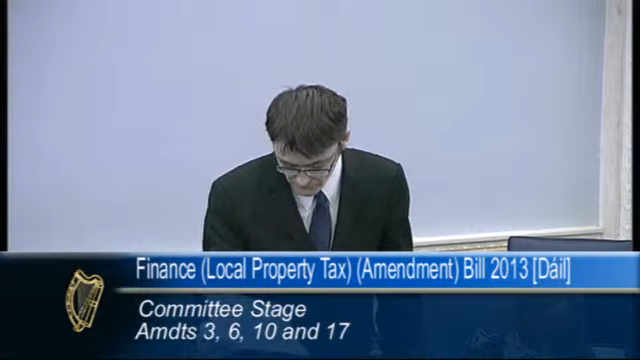 Finance (Local Property Tax) (Amendment) Bill 2013 [Dáil]
Committee Stage
Amdts 3, 6, 10 and 17